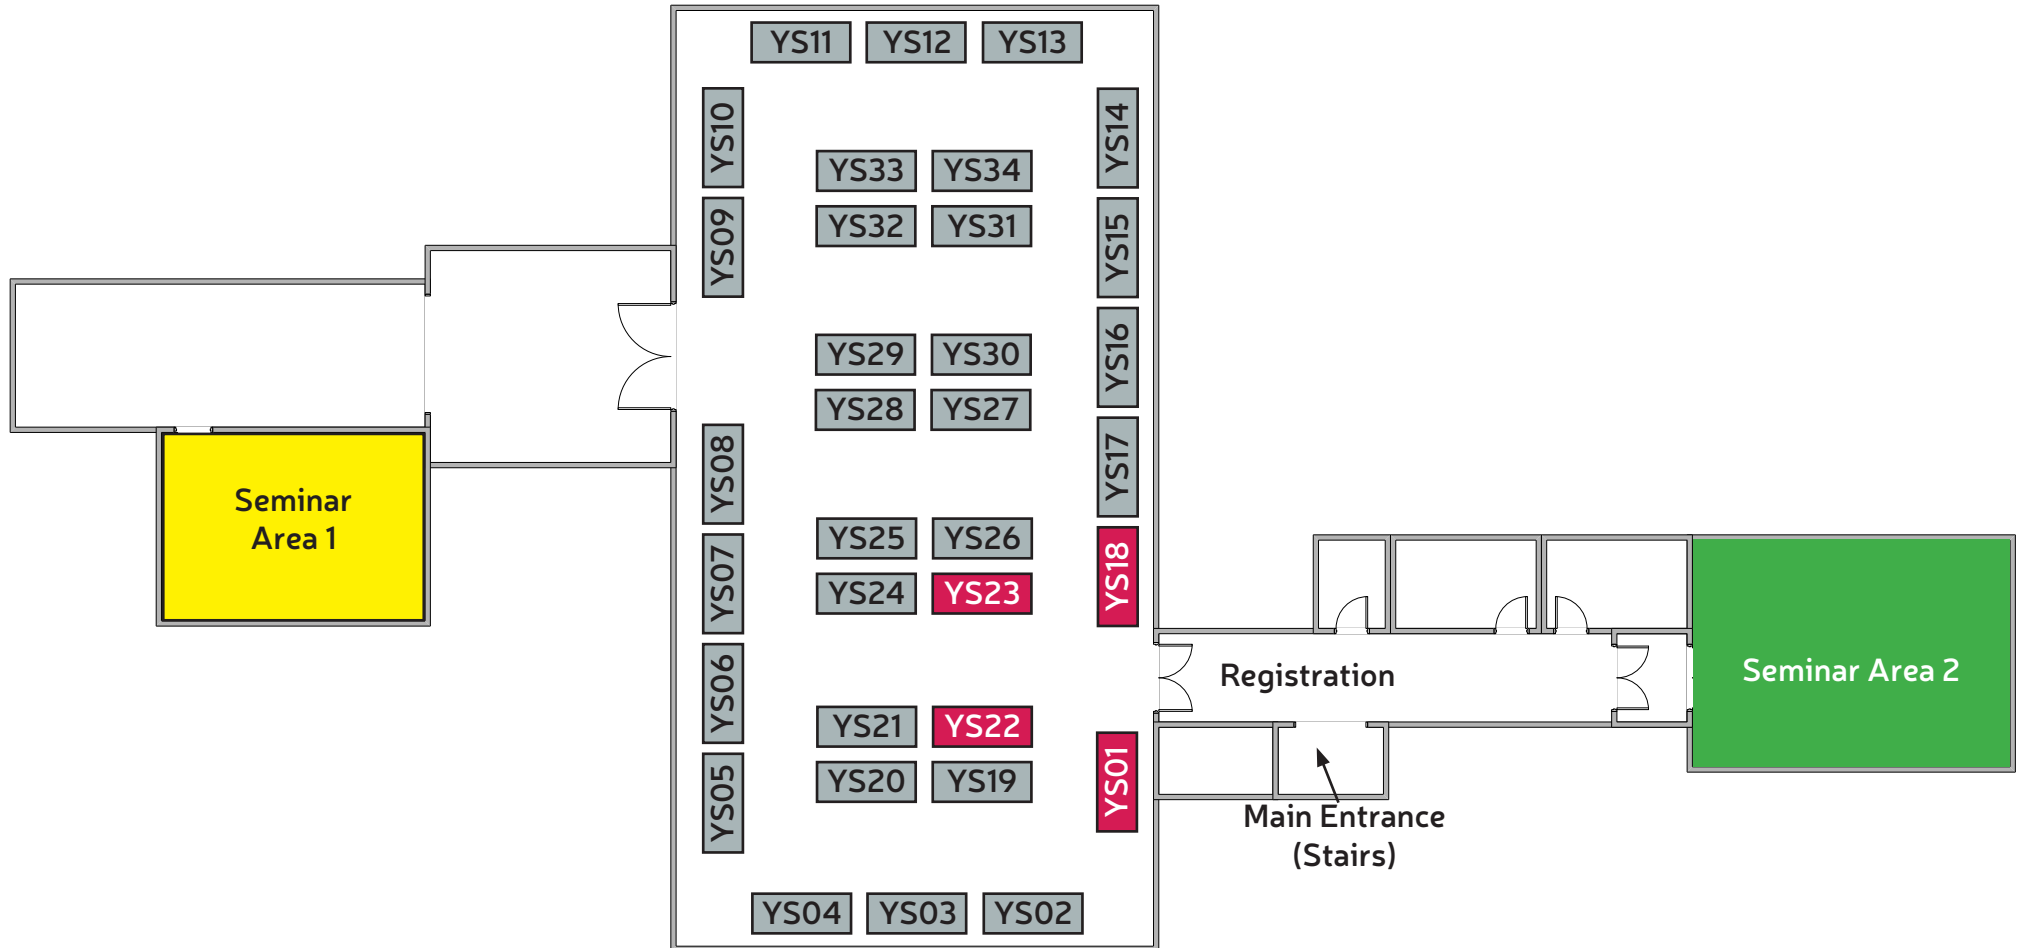 YS11 YS12 YS13
YS10
YS14
YS33 YS34
YS09
YS32 YS31
YS15
YS16
YS29 YS30
YS28 YS27
YS08
YS17
Seminar
Area 1
YS25 YS26
YS07
YS24 YS23
YS18
YS06
Registration
Seminar Area 2
YS21 YS22
YS05
YS20 YS19
YS01
Main Entrance
(Stairs)
YS04 YS03 YS02